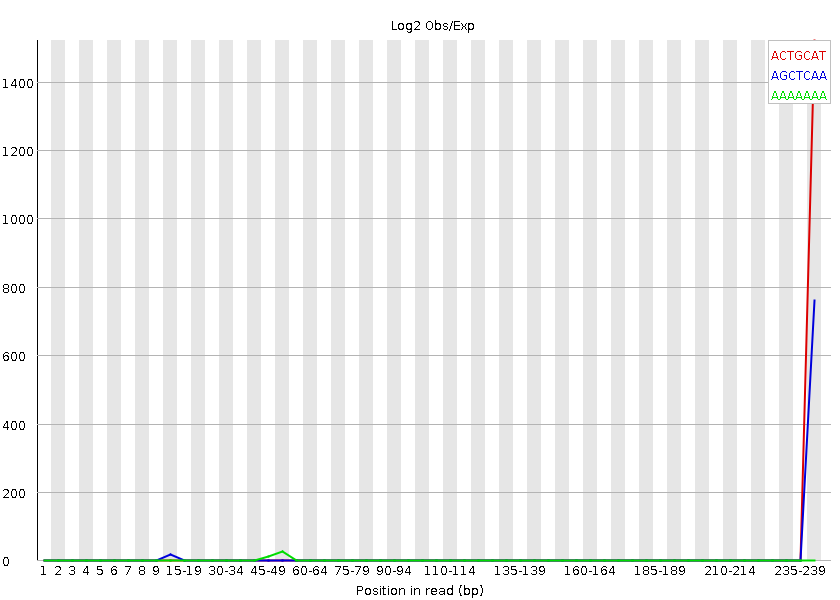 Log2 Obs/Exp
ACTGCAT
AGCTCAA
AAAAAAA
1400
1200
1000
800
600
400
200
0
1 2 3 4 5 6 7 8 9 15-19 30-34 45-49 60-64 75-79 90-94 110-114 135-139 160-164 185-189 210-214 235-239
Position in read (bp)